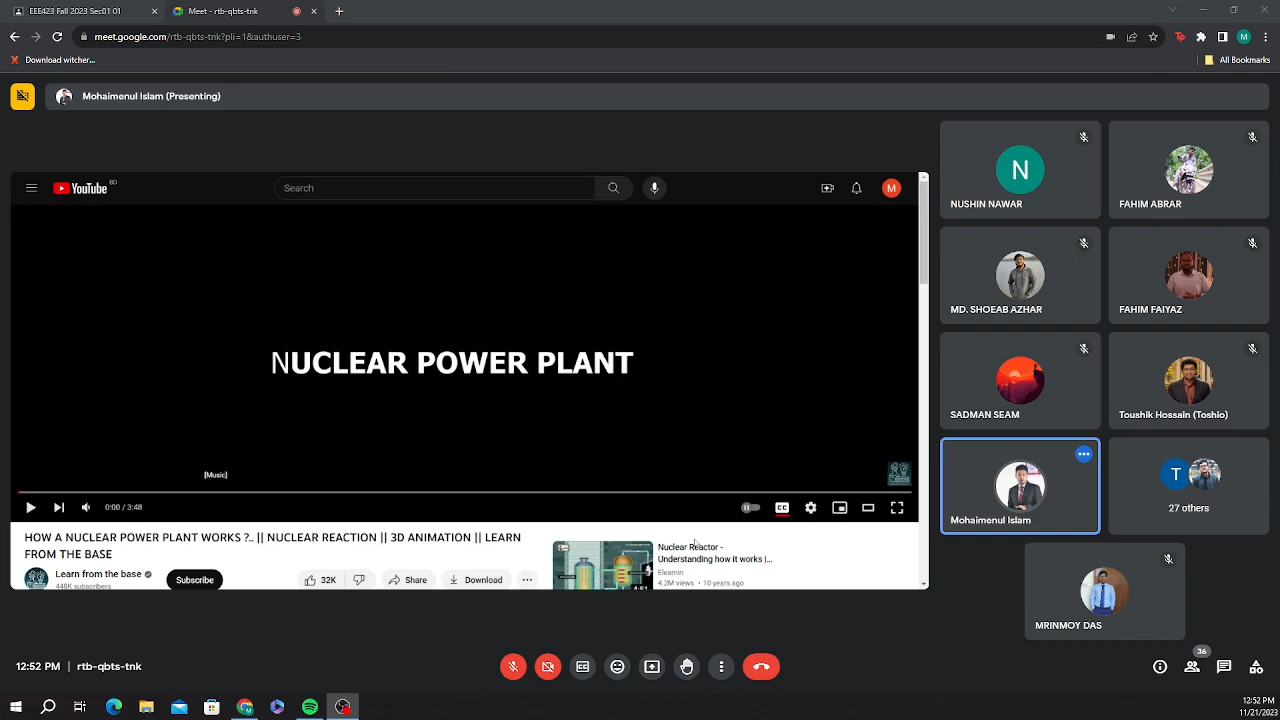 EEE423 Fall 2023 Sec01 01
Meet - rtb-qbts-tnk
meet.google.com/rtb-qbts-tnk?pli=1&authuser=3
M
Download witcher...
All Bookmarks
Mohaimenul Islam (Presenting)
YouTube BD
Search
M
NUCLEAR POWER PLANT
[Music]
0:00 / 3:48
CC
HOW A NUCLEAR POWER PLANT WORKS ?.. || NUCLEAR REACTION || 3D ANIMATION || LEARN
FROM THE BASE
Learn from the base
448K subscribers
Subscribe
32K
Share
Download
Nuclear Reactor -
Understanding how it works |...
Elearnin
4.2M views • 10 years ago
N
NUSHIN NAWAR
FAHIM ABRAR
MD. SHOEAB AZHAR
FAHIM FAIYAZ
SADMAN SEAM
Toushik Hossain (Toshio)
Mohaimenul Islam
T
27 others
MRINMOY DAS
12:52 PM | rtb-qbts-tnk
36
12:52 PM
11/21/2023